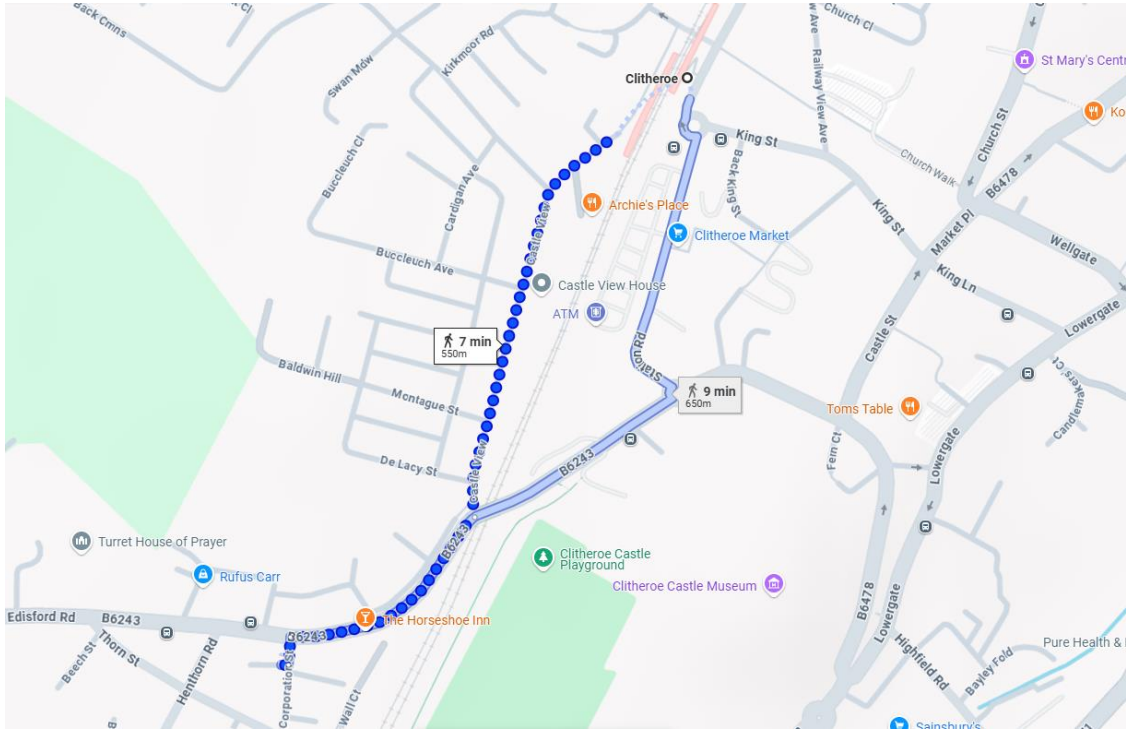 Back Cmns
Kirkmoor Rd
Swan Mdw
Church Cl
Railway View Ave
St Mary's Cent
Clitheroe
Church St
Ko
King St
Back King St
Church Walk
B6478
Buccleuch Cl
Cardigan Ave
Archie's Place
Castle View
Clitheroe Market
King St
Market Pl
Wellgate
Buccleuch Ave
Castle View House
King Ln
ATM
Lowergate
Castle St
7 min
550m
Station Rd
Baldwin Hill
Montague St
9 min
650m
Toms Table
Candlemakers' Ct
Fern Ct
Lowergate
De Lacy St
Castle View
B6243
B6243
Turret House of Prayer
Clitheroe Castle
Playground
Rufus Carr
Clitheroe Castle Museum
B6478
Lowergate
Edisford Rd
B6243
The Horseshoe Inn
B6243
Beech St
Thorn St
Henthorn Rd
Corporation St
Wall Ct
Highfield Rd
Bayley Fold
Pure Health &
Sainsbury's